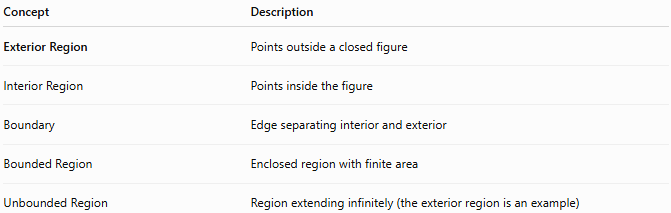 Concept Description
Exterior Region Points outside a closed figure
Interior Region Points inside the figure
Boundary Edge separating interior and exterior
Bounded Region Enclosed region with finite area
Unbounded Region Region extending infinitely (the exterior region is an example)